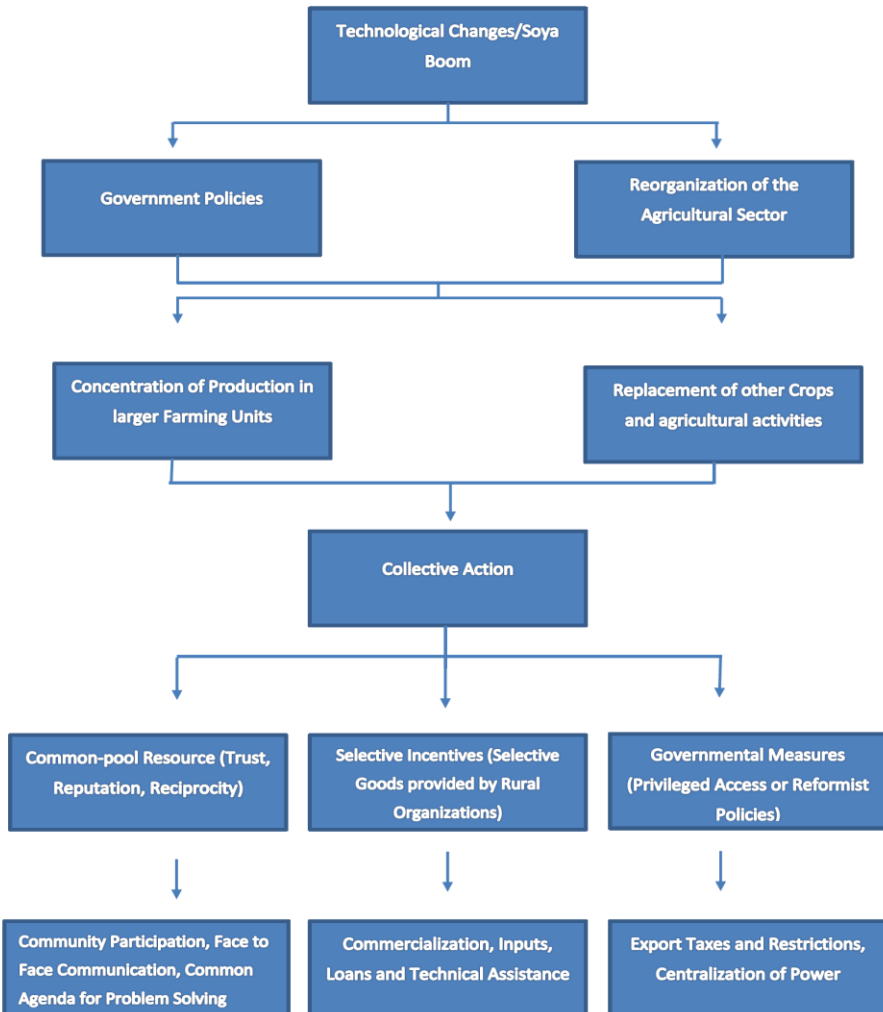 Technological Changes/Soya
Boom
Government Policies
Reorganization of the
Agricultural Sector
Concentration of Production in
larger Farming Units
Replacement of other Crops
and agricultural activities
Collective Action
Common-pool Resource (Trust,
Reputation, Reciprocity)
Selective Incentives (Selective
Goods provided by Rural
Organizations)
Governmental Measures
(Privileged Access or Reformist
Policies)
Community Participation, Face to
Face Communication, Common
Agenda for Problem Solving
Commercialization, Inputs,
Loans and Technical Assistance
Export Taxes and Restrictions,
Centralization of Power